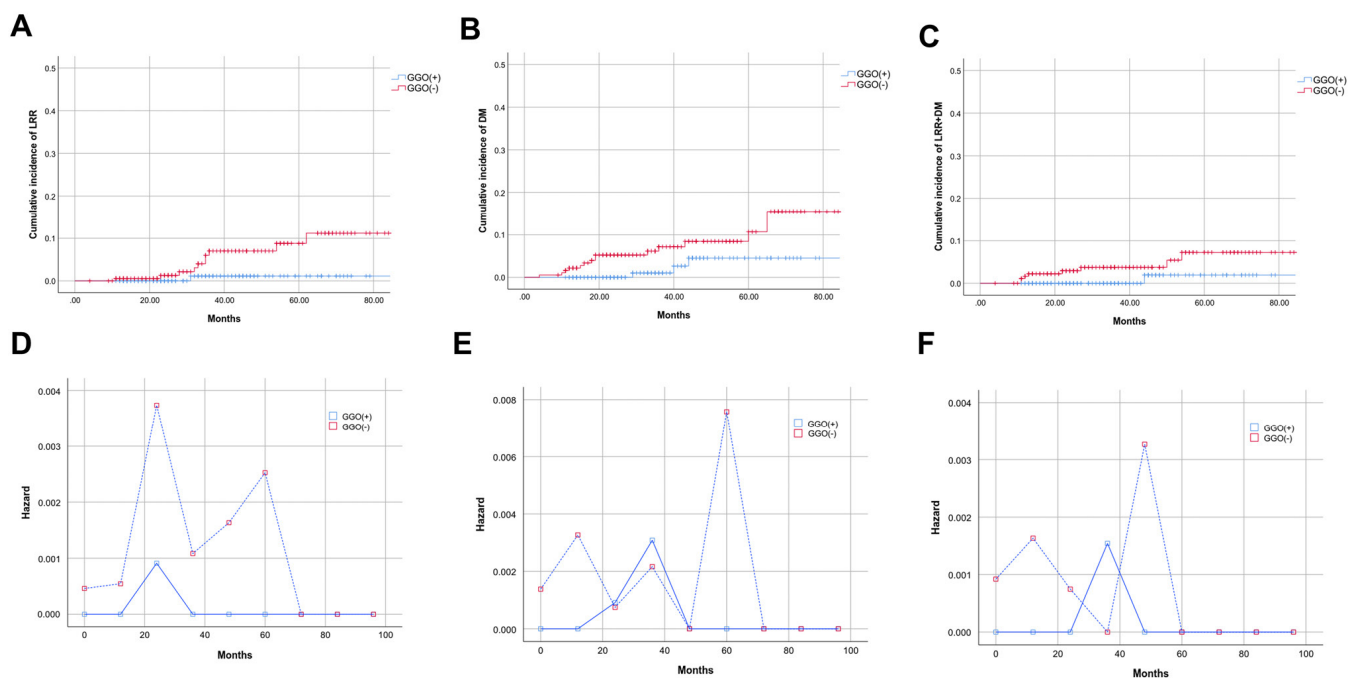 A
Cumulative incidence of LRR
0.5
0.4
0.3
0.2
0.1
0.0
.00 20.00 40.00 60.00 80.00
Months
GGO(+)
GGO(-)
B
Cumulative incidence of DM
0.5
0.4
0.3
0.2
0.1
0.0
.00 20.00 40.00 60.00 80.00
Months
GGO(+)
GGO(-)
C
Cumulative incidence of LRR+DM
0.5
0.4
0.3
0.2
0.1
0.0
.00 20.00 40.00 60.00 80.00
Months
GGO(+)
GGO(-)
D
Hazard
0.004
0.003
0.002
0.001
0.000
0 20 40 60 80 100
Months
GGO(+)
GGO(-)
E
Hazard
0.008
0.006
0.004
0.002
0.000
0 20 40 60 80 100
Months
GGO(+)
GGO(-)
F
Hazard
0.004
0.003
0.002
0.001
0.000
0 20 40 60 80 100
Months
GGO(+)
GGO(-)